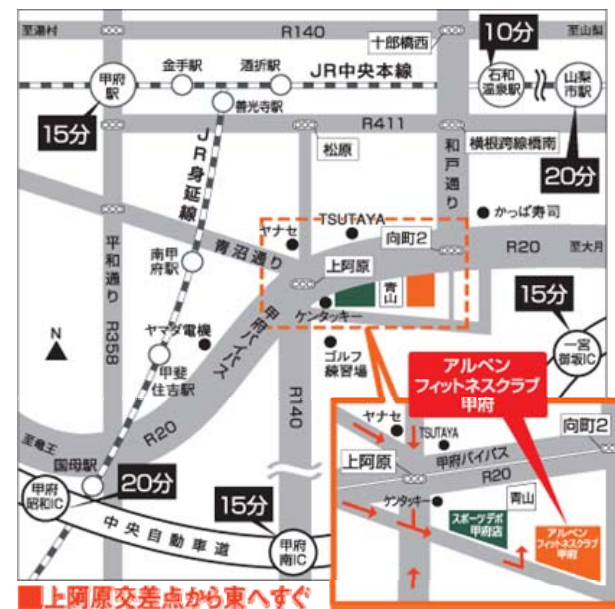 至湯村
R140
十郎橋西
至山梨
10分
金手駅
酒折駅
JR中央本線
甲府
駅
石和
温泉駅
山梨
市駅
善光寺駅
15分
R411
松原
横根跨線橋南
20分
JR身延線
和戸通り
TSUTAYA
かっぱ寿司
ヤナセ
向町2
青沼通り
R20
至大月
南甲
府駅
上阿原
青山
平和通り
R358
ケンタッキー
15分
N
ヤマダ電機
甲府バイパス
ゴルフ
練習場
一宮
御坂IC
甲斐
住吉駅
R140
アルペン
フィットネスクラブ
甲府
至竜王
R20
国母駅
20分
甲府
昭和IC
15分
中央自動車道
甲府
南IC
ヤナセ
TSUTAYA
向町2
甲府バイパス
上阿原
R20
ケンタッキー
青山
スポーツデポ
甲府店
アルペン
フィットネスクラブ
甲府
■上阿原交差点から東へすぐ